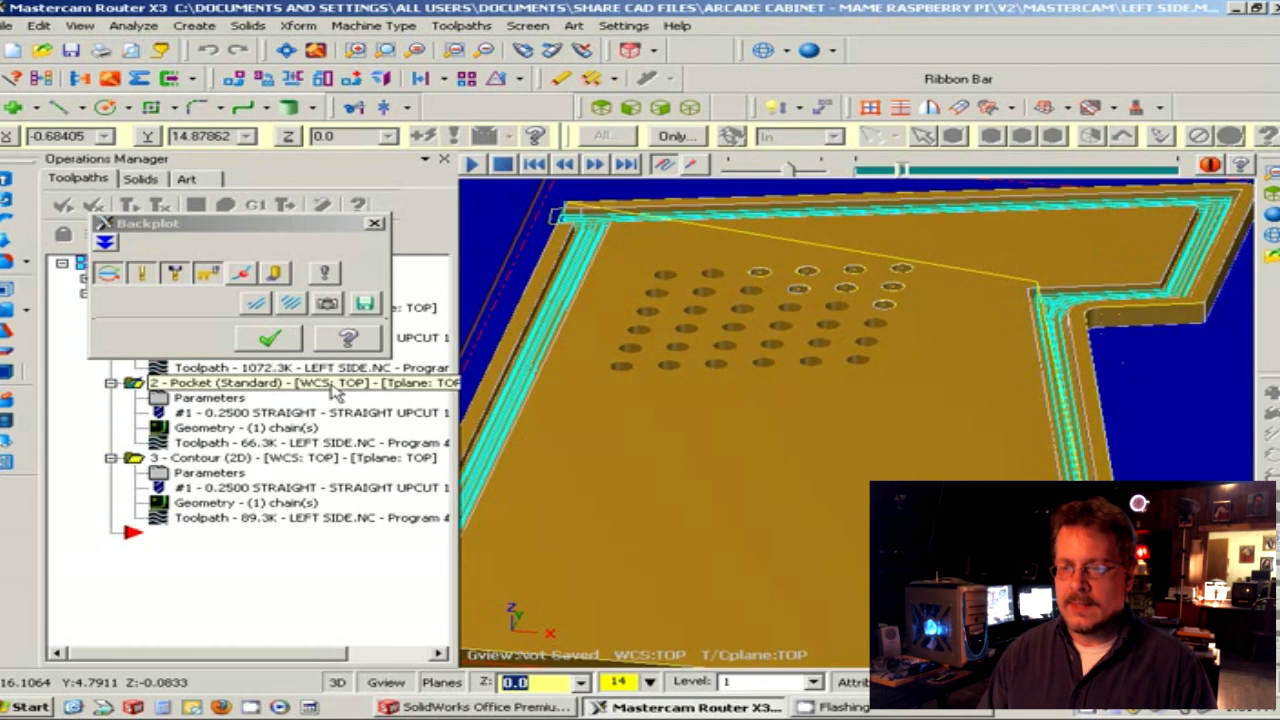 Mastercam Router X3 C:\DOCUMENTS AND SETTINGS\ALL USERS\DOCUMENTS\SHARE CAD FILES\ARCADE CABINET - MAME RASPBERRY PI\V2\MASTERCAM\LEFT SIDE.M...
ile Edit View Analyze Create Solids Xform Machine Type Toolpaths Screen Art Settings Help
Ribbon Bar
X -0.68405 Y 14.87862 Z 0.0 All... Only... In
Operations Manager
Toolpaths Solids Art
G1
Backplot
e: TOP]
UPCUT 1
Toolpath - 1072.3K - LEFT SIDE.NC - Progran
2 - Pocket (Standard) - [WCS: TOP] - [Tplane: TOP
Parameters
#1 - 0.2500 STRAIGHT - STRAIGHT UPCUT 1
Geometry - (1) chain(s)
Toolpath - 66.3K - LEFT SIDE.NC - Program 4
3 - Contour (2D) - [WCS: TOP] - [Tplane: TOP]
Parameters
#1 - 0.2500 STRAIGHT - STRAIGHT UPCUT 1
Geometry - (1) chain(s)
Toolpath - 89.3K - LEFT SIDE.NC - Program 4
Z Y X
Gview:Not Saved WCS:TOP T/Cplane:TOP
16.1064 Y:4.7911 Z:-0.0833 3D Gview Planes Z: 0.0 14 Level: 1 Attrib
Start SolidWorks Office Premiu... Mastercam Router X3... Flashing